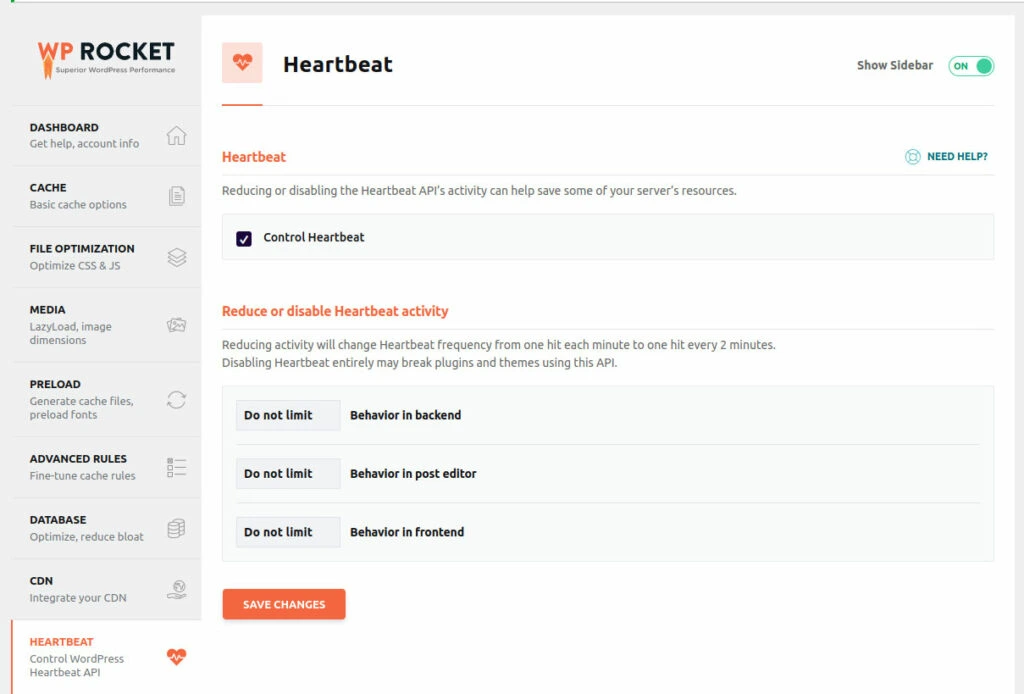 WP ROCKET
Superior WordPress Performance
DASHBOARD
Get help, account info
CACHE
Basic cache options
FILE OPTIMIZATION
Optimize CSS & JS
MEDIA
LazyLoad, image
dimensions
PRELOAD
Generate cache files,
preload fonts
ADVANCED RULES
Fine-tune cache rules
DATABASE
Optimize, reduce bloat
CDN
Integrate your CDN
HEARTBEAT
Control WordPress
Heartbeat API
Heartbeat
Show Sidebar ON
Heartbeat
NEED HELP?
Reducing or disabling the Heartbeat API's activity can help save some of your server's resources.
Control Heartbeat
Reduce or disable Heartbeat activity
Reducing activity will change Heartbeat frequency from one hit each minute to one hit every 2 minutes.
Disabling Heartbeat entirely may break plugins and themes using this API.
Do not limit Behavior in backend
Do not limit Behavior in post editor
Do not limit Behavior in frontend
SAVE CHANGES